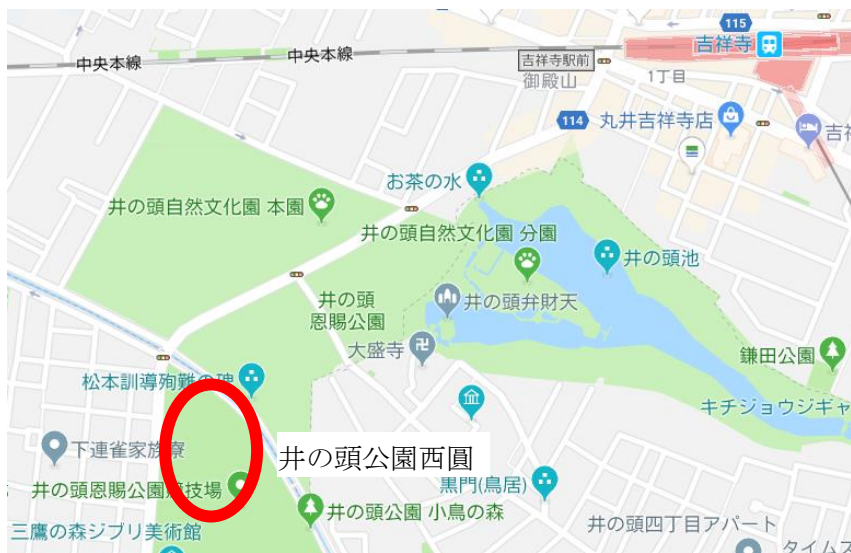 115
吉祥寺
中央本線
中央本線
吉祥寺駅前
御殿山
1丁目
114
丸井吉祥寺店
吉祥
お茶の水
井の頭自然文化園 本園
井の頭自然文化園 分園
井の頭池
井の頭
恩賜公園
井の頭弁財天
大盛寺
鎌田公園
松本訓導殉難の碑
キチジョウジギャ
下連雀家族寮
井の頭公園西圓
井の頭恩賜公園競技場
黒門(鳥居)
井の頭公園 小鳥の森
三鷹の森ジブリ美術館
井の頭四丁目アパート
タイムズ